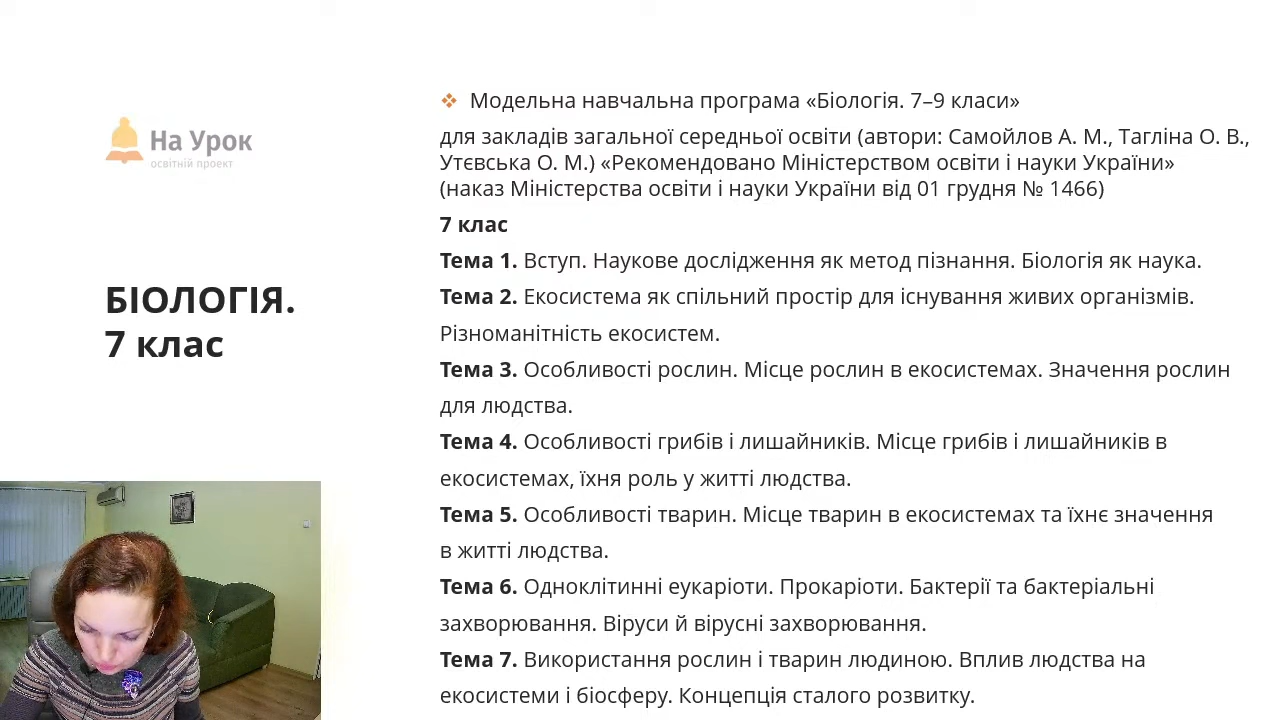 На Урок
освітній проект
БІОЛОГІЯ.
7 клас
❖ Модельна навчальна програма «Біологія. 7–9 класи»
для закладів загальної середньої освіти (автори: Самойлов А. М., Тагліна О. В.,
Утєвська О. М.) «Рекомендовано Міністерством освіти і науки України»
(наказ Міністерства освіти і науки України від 01 грудня № 1466)
7 клас
Тема 1. Вступ. Наукове дослідження як метод пізнання. Біологія як наука.
Тема 2. Екосистема як спільний простір для існування живих організмів.
Різноманітність екосистем.
Тема 3. Особливості рослин. Місце рослин в екосистемах. Значення рослин
для людства.
Тема 4. Особливості грибів і лишайників. Місце грибів і лишайників в
екосистемах, їхня роль у житті людства.
Тема 5. Особливості тварин. Місце тварин в екосистемах та їхнє значення
в житті людства.
Тема 6. Одноклітинні еукаріоти. Прокаріоти. Бактерії та бактеріальні
захворювання. Віруси й вірусні захворювання.
Тема 7. Використання рослин і тварин людиною. Вплив людства на
екосистеми і біосферу. Концепція сталого розвитку.